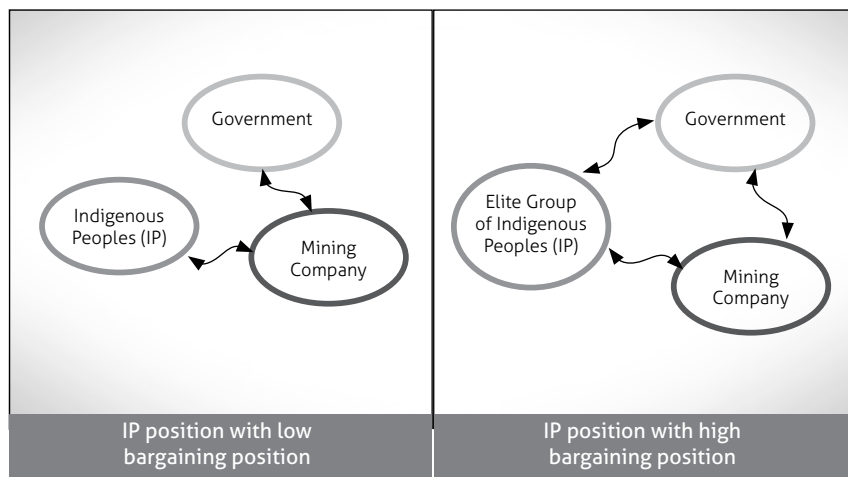 Government
Indigenous
Peoples (IP)
Mining
Company
IP position with low
bargaining position
Government
Elite Group
of Indigenous
Peoples (IP)
Mining
Company
IP position with high
bargaining position